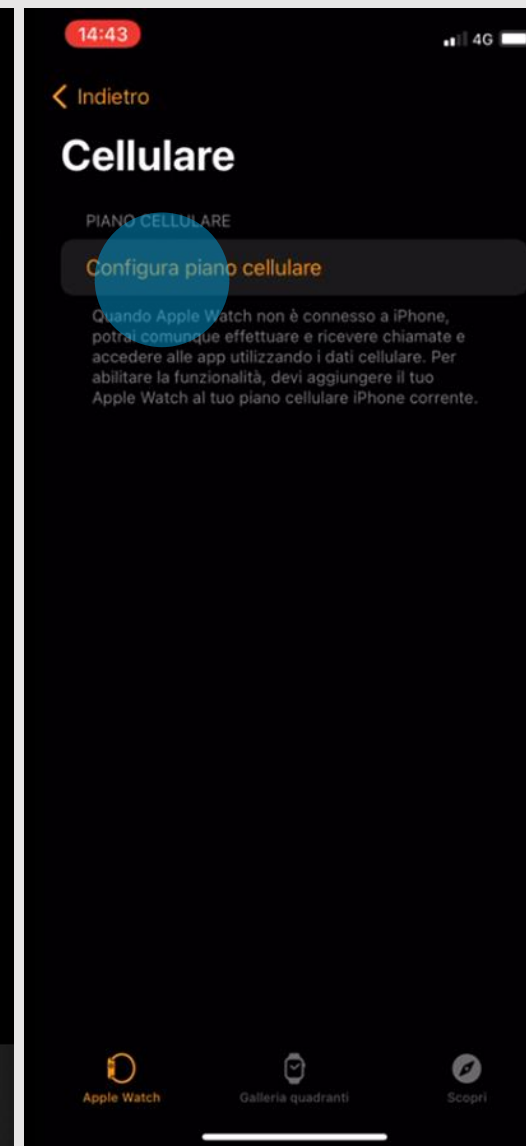 14:43
4G
Indietro
Cellulare
PIANO CELLULARE
Configura piano cellulare
Quando Apple Watch non è connesso a iPhone,
potrai comunque effettuare e ricevere chiamate e
accedere alle app utilizzando i dati cellulare. Per
abilitare la funzionalità, devi aggiungere il tuo
Apple Watch al tuo piano cellulare iPhone corrente.
Apple Watch
Galleria quadranti
Scopri